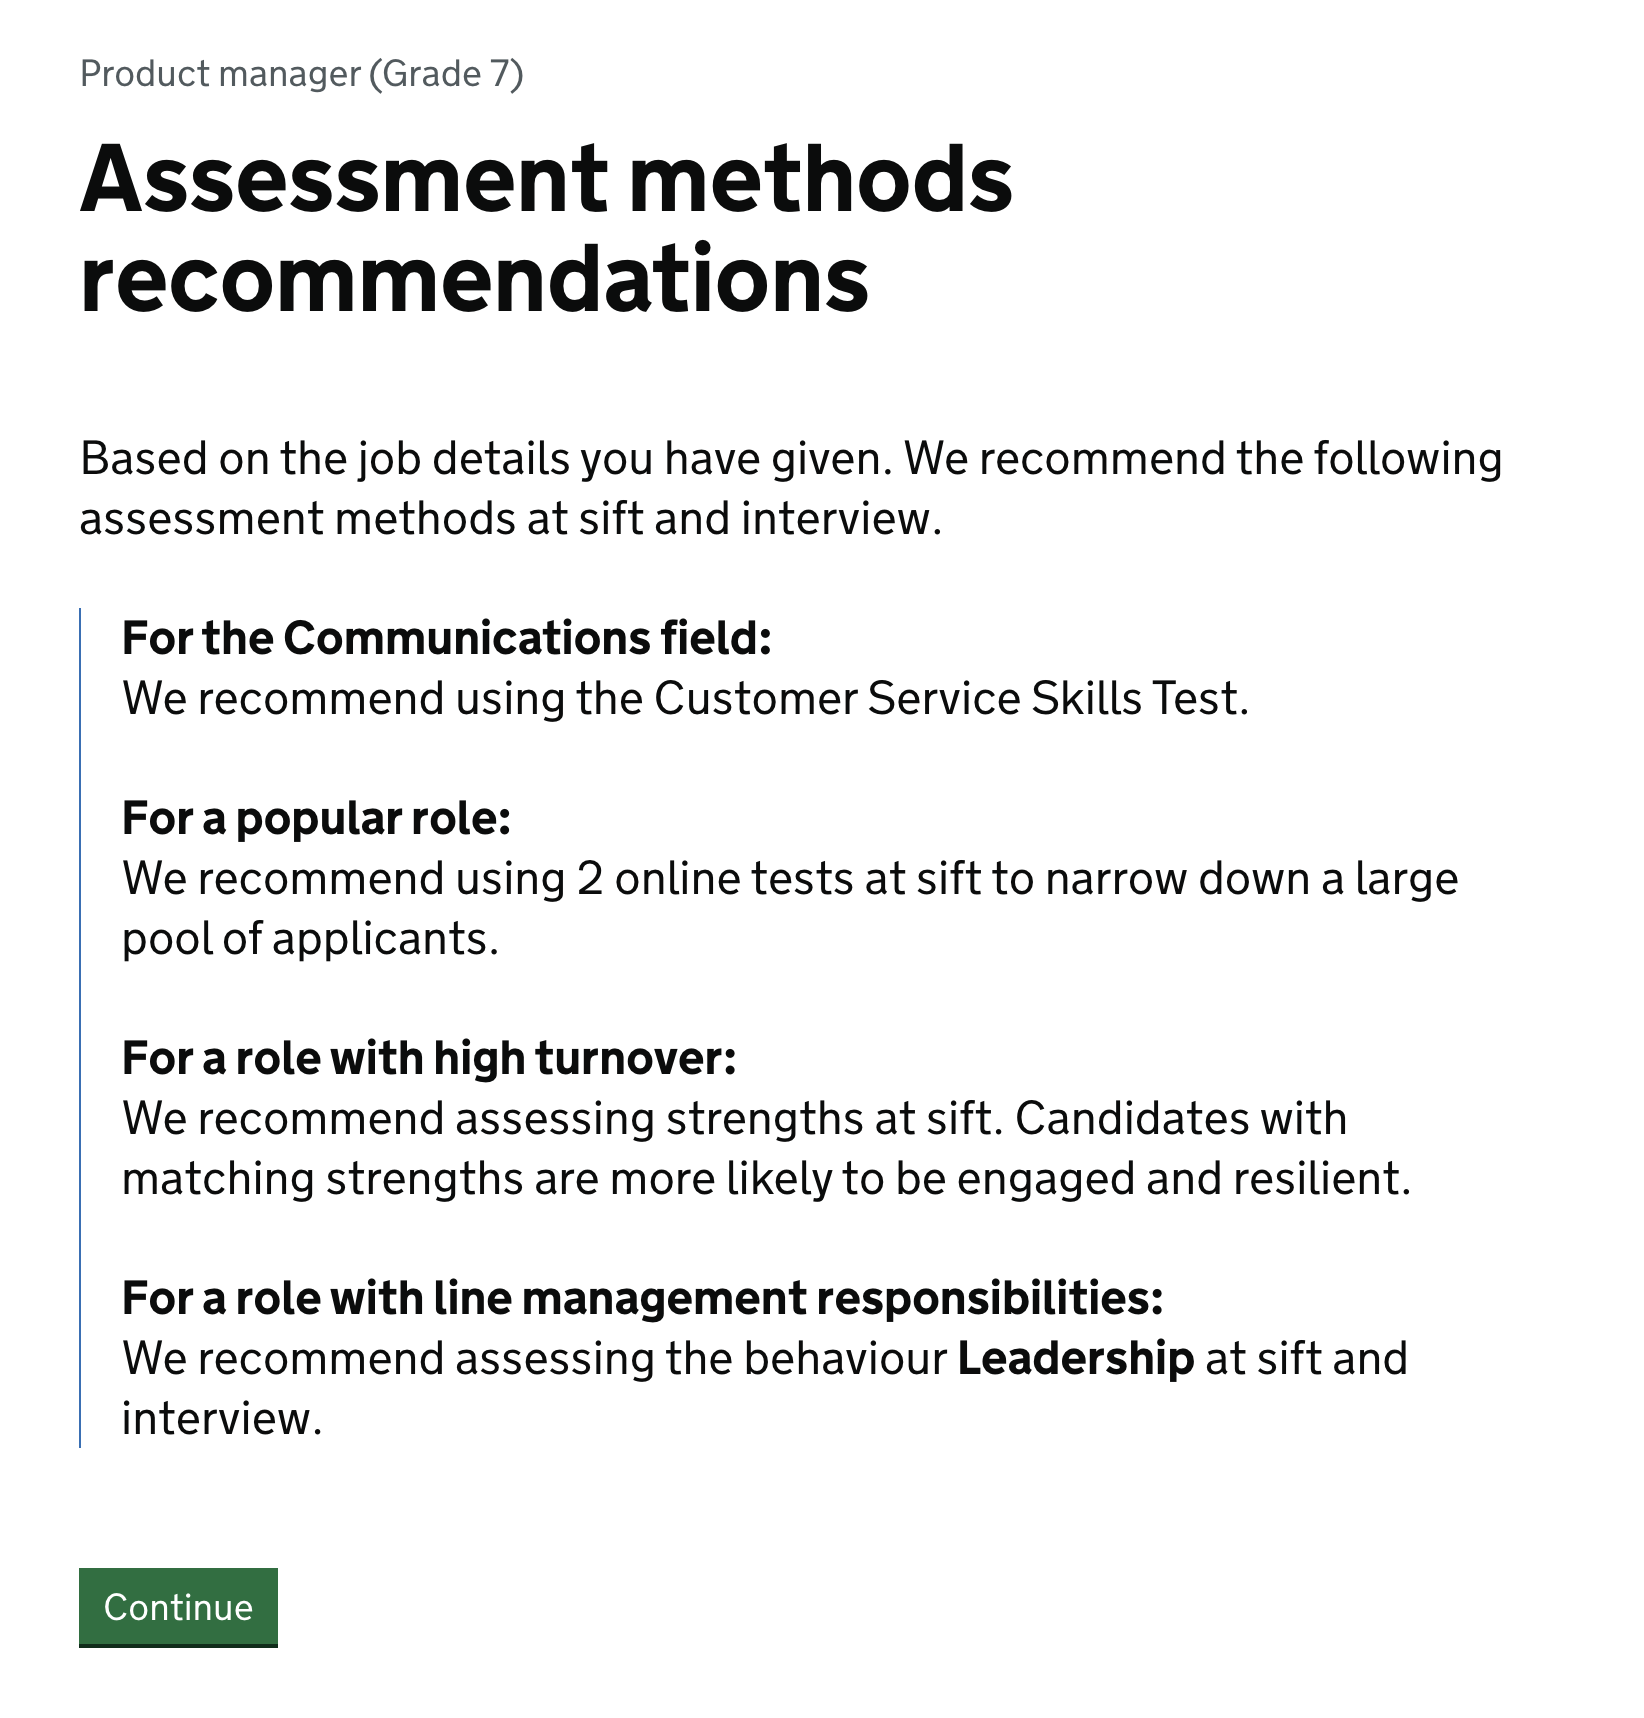 Product manager (Grade 7)
Assessment methods
recommendations
Based on the job details you have given. We recommend the following
assessment methods at sift and interview.
For the Communications field:
We recommend using the Customer Service Skills Test.
For a popular role:
We recommend using 2 online tests at sift to narrow down a large
pool of applicants.
For a role with high turnover:
We recommend assessing strengths at sift. Candidates with
matching strengths are more likely to be engaged and resilient.
For a role with line management responsibilities:
We recommend assessing the behaviour Leadership at sift and
interview.
Continue